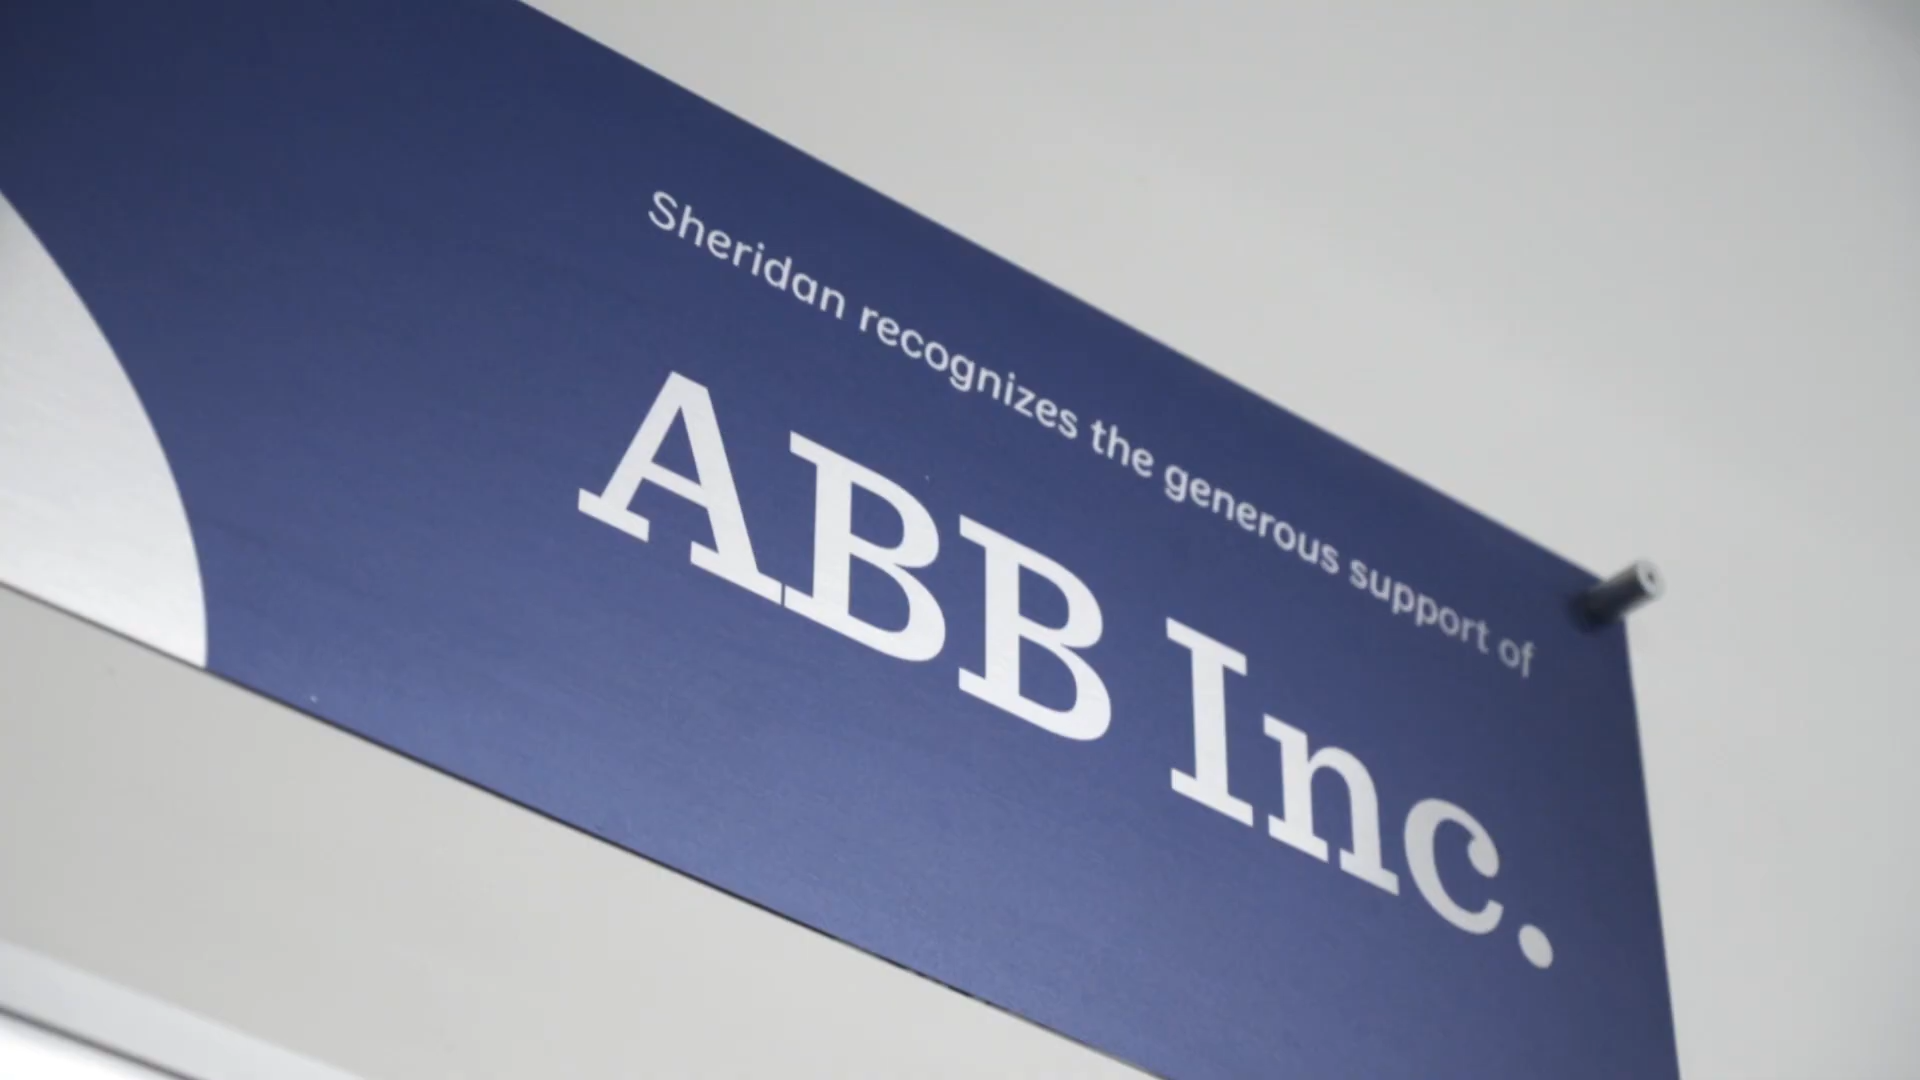 Sheridan recognizes the generous support of
ABB Inc.